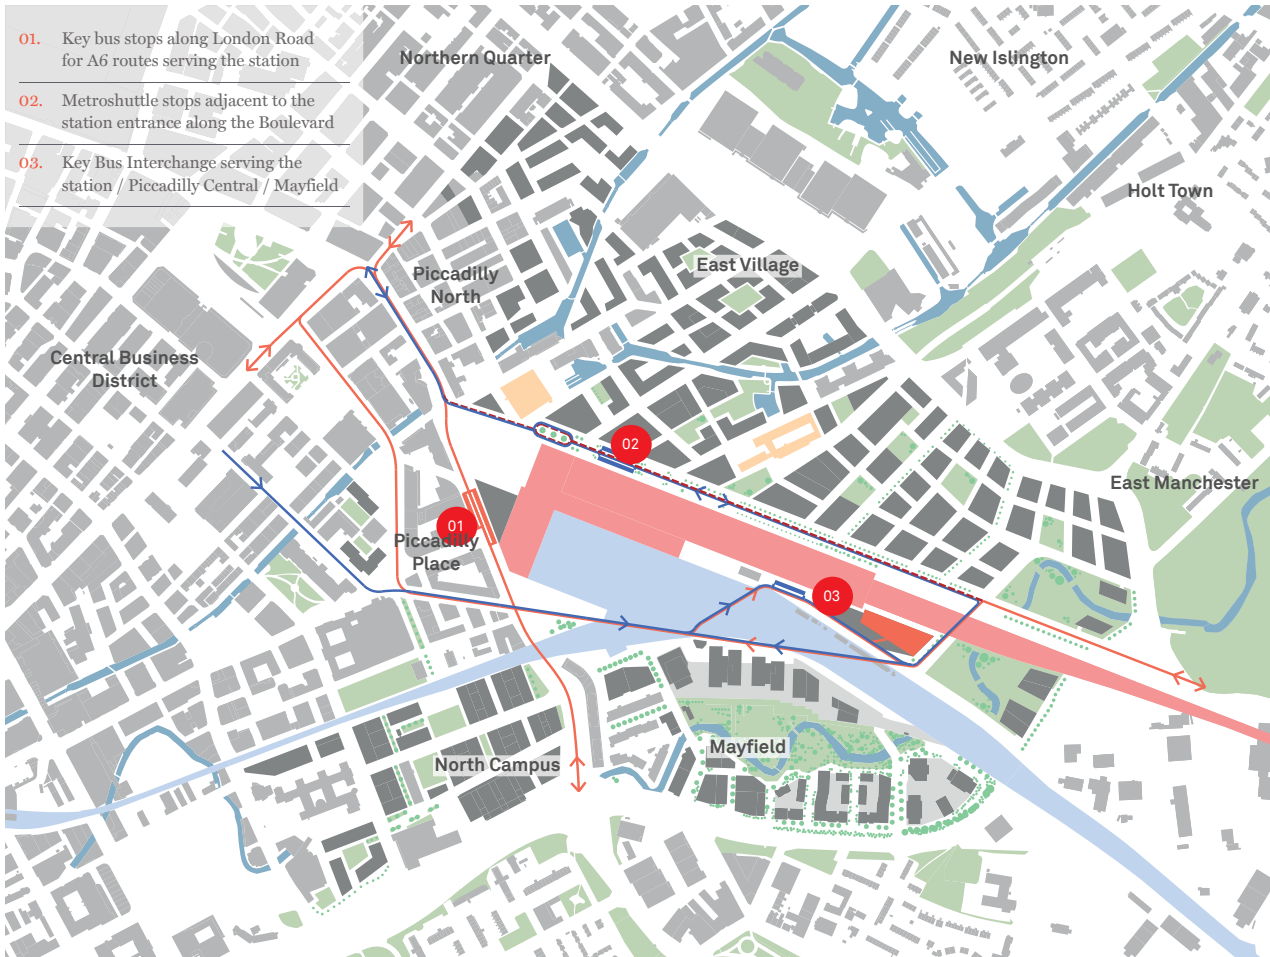 01. Key bus stops along London Road
for A6 routes serving the station
02. Metroshuttle stops adjacent to the
station entrance along the Boulevard
03. Key Bus Interchange serving the
station / Piccadilly Central / Mayfield
Northern Quarter
New Islington
Holt Town
East Village
Piccadilly
North
Central Business
District
02
East Manchester
01
Piccadilly
Place
03
Mayfield
North Campus